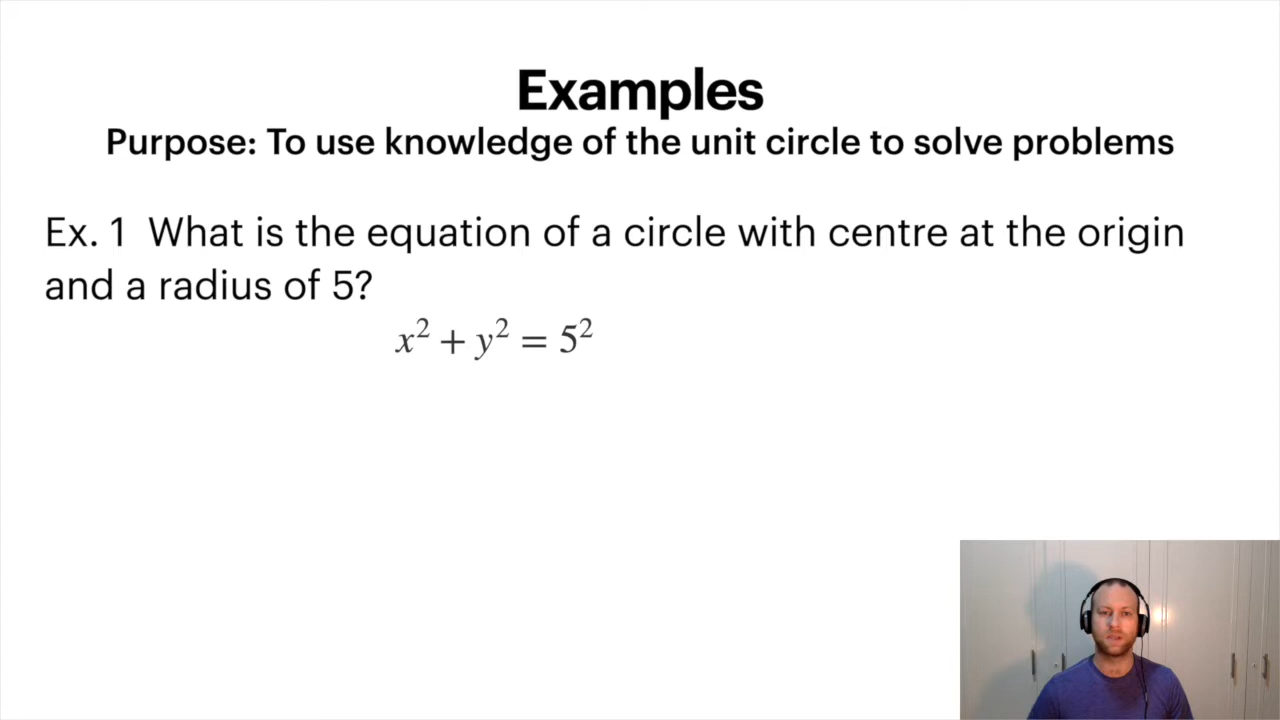 Examples
Purpose: To use knowledge of the unit circle to solve problems
Ex. 1 What is the equation of a circle with centre at the origin
and a radius of 5?
x² + y² = 5²